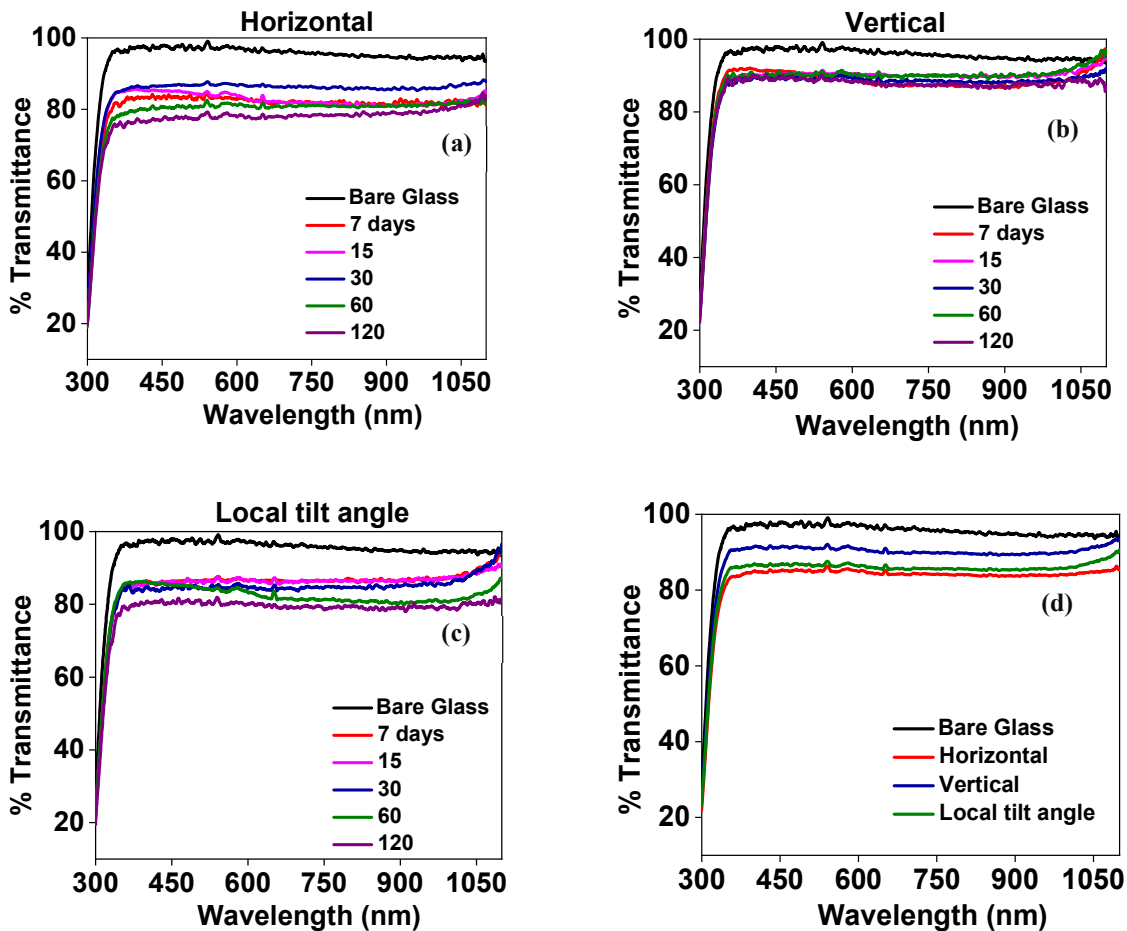 Horizontal
100
80
60
40
20
300 450 600 750 900 1050
% Transmittance
Wavelength (nm)
(a)
Bare Glass
7 days
15
30
60
120
Vertical
100
80
60
40
20
300 450 600 750 900 1050
% Transmittance
Wavelength (nm)
(b)
Bare Glass
7 days
15
30
60
120
Local tilt angle
100
80
60
40
20
300 450 600 750 900 1050
% Transmittance
Wavelength (nm)
(c)
Bare Glass
7 days
15
30
60
120
100
80
60
40
20
300 450 600 750 900 1050
% Transmittance
Wavelength (nm)
(d)
Bare Glass
Horizontal
Vertical
Local tilt angle